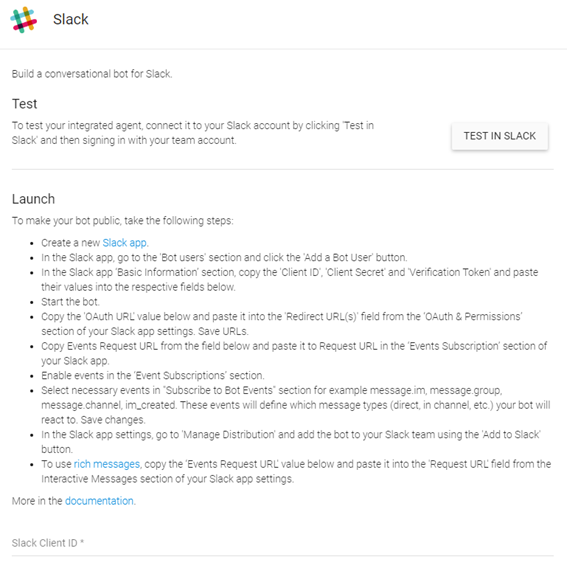 Slack
Build a conversational bot for Slack.
Test
To test your integrated agent, connect it to your Slack account by clicking 'Test in
Slack' and then signing in with your team account.
TEST IN SLACK
Launch
To make your bot public, take the following steps:
• Create a new Slack app.
• In the Slack app, go to the 'Bot users' section and click the 'Add a Bot User' button.
• In the Slack app 'Basic Information' section, copy the 'Client ID', 'Client Secret' and 'Verification Token' and paste
their values into the respective fields below.
• Start the bot.
• Copy the 'OAuth URL' value below and paste it into the 'Redirect URL(s)' field from the 'OAuth & Permissions'
section of your Slack app settings. Save URLs.
• Copy Events Request URL from the field below and paste it to Request URL in the 'Events Subscription' section of
your Slack app.
• Enable events in the 'Event Subscriptions' section.
• Select necessary events in "Subscribe to Bot Events" section for example message.im, message.group,
message.channel, im_created. These events will define which message types (direct, in channel, etc.) your bot will
react to. Save changes.
• In the Slack app settings, go to 'Manage Distribution' and add the bot to your Slack team using the 'Add to Slack'
button.
• To use rich messages, copy the 'Events Request URL' value below and paste it into the 'Request URL' field from the
Interactive Messages section of your Slack app settings.
More in the documentation.
Slack Client ID *